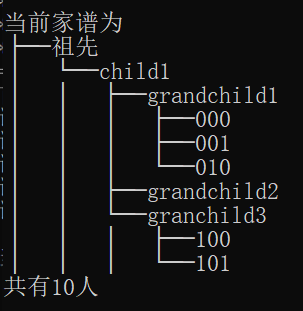 当前家谱为
├──祖先
│   └──child1
│   │   │   ├──grandchild1
│   │   │   │   ├──000
│   │   │   │   ├──001
│   │   │   │   └──010
│   │   │   ├──grandchild2
│   │   │   └──granchild3
│   │   │   │   ├──100
│   │   │   │   └──101
共有10人